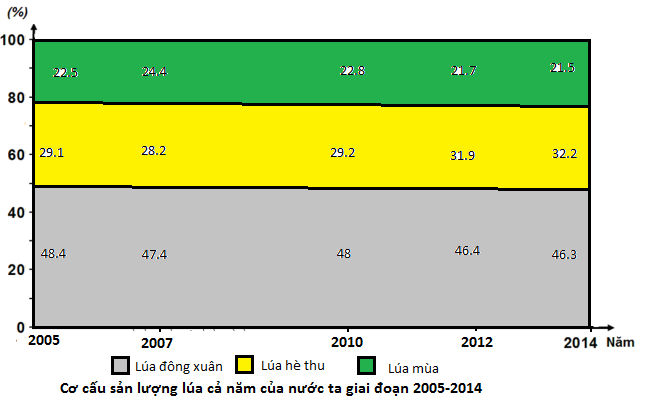 (%)
100
22.5 24.4 22.8 21.7 21.5
80
29.1 28.2 29.2 31.9 32.2
60
40
48.4 47.4 48 46.4 46.3
20
0
2005 2007 2010 2012 2014 Năm
Lúa đông xuân Lúa hè thu Lúa mùa
Cơ cấu sản lượng lúa cả năm của nước ta giai đoạn 2005-2014